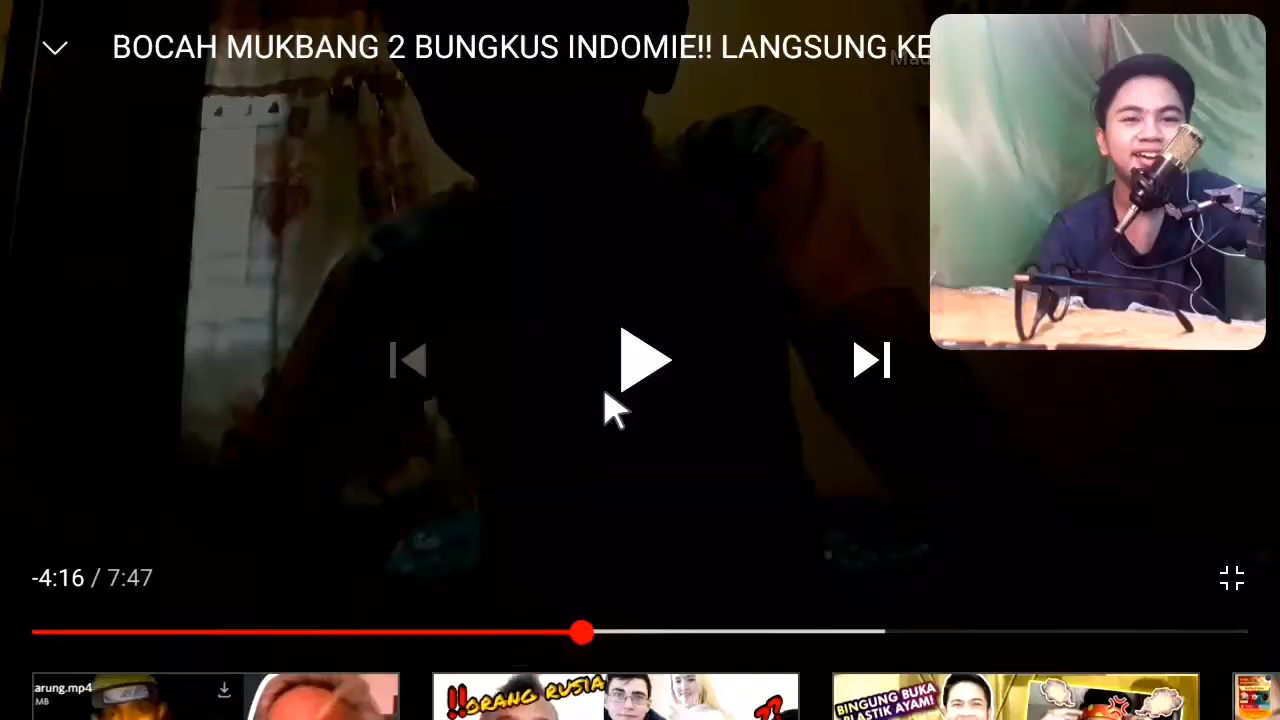 BOCAH MUKBANG 2 BUNGKUS INDOMIE!! LANGSUNG KE
-4:16 / 7:47
arung.mp4
MB
!!ORANG RUSIA
??
BINGUNG BUKA
PLASTIK AYAM!